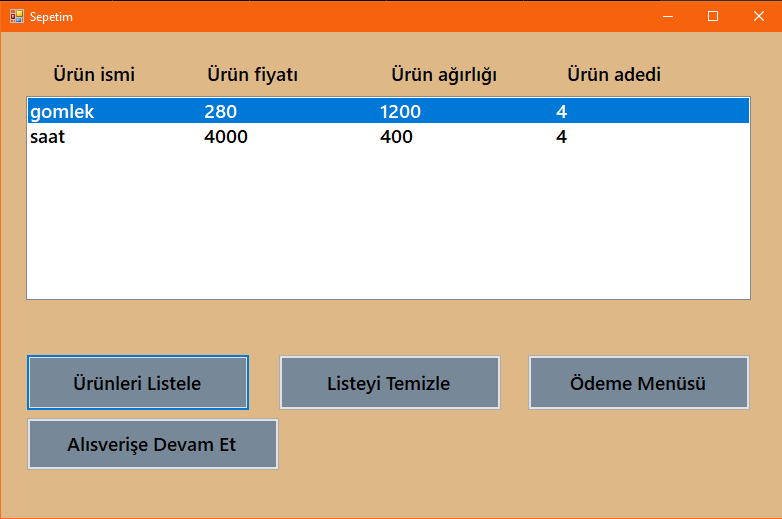 Sepetim
Ürün ismi Ürün fiyatı Ürün ağırlığı Ürün adedi
gomlek 280 1200 4
saat 4000 400 4
Ürünleri Listele Listeyi Temizle Ödeme Menüsü
Alısverişe Devam Et